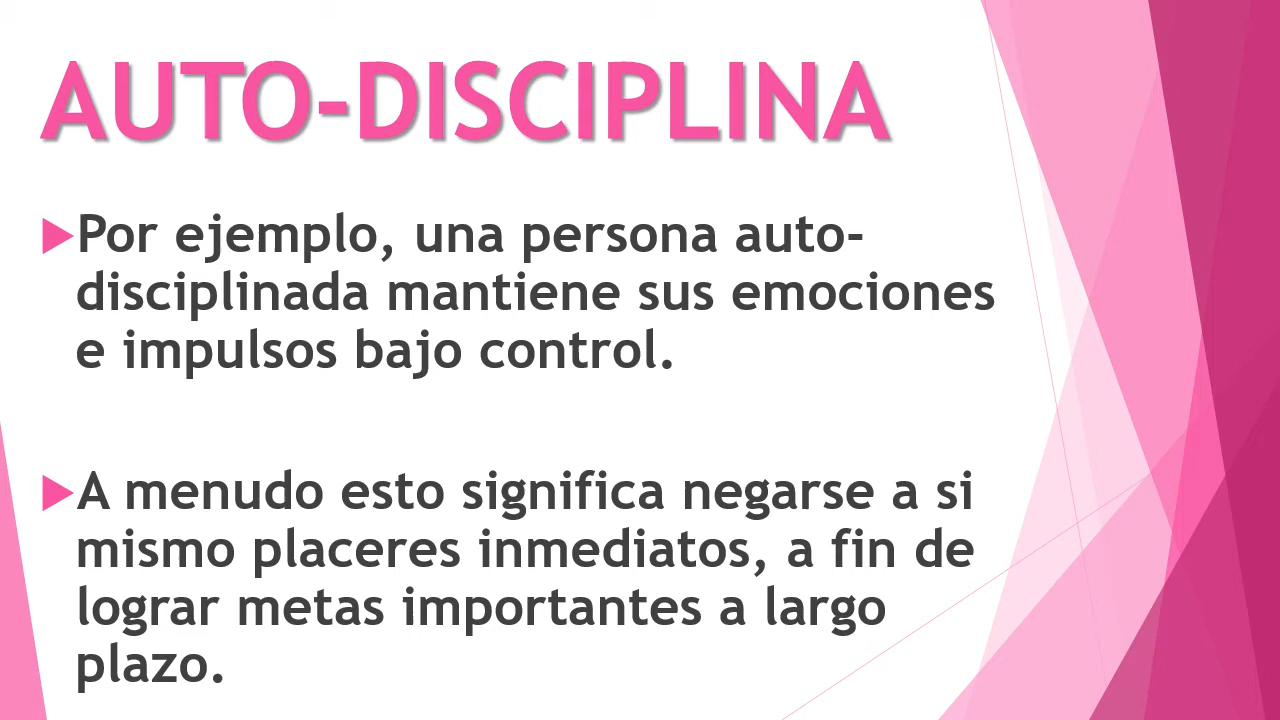 AUTO-DISCIPLINA
Por ejemplo, una persona auto-
disciplinada mantiene sus emociones
e impulsos bajo control.
A menudo esto significa negarse a si
mismo placeres inmediatos, a fin de
lograr metas importantes a largo
plazo.